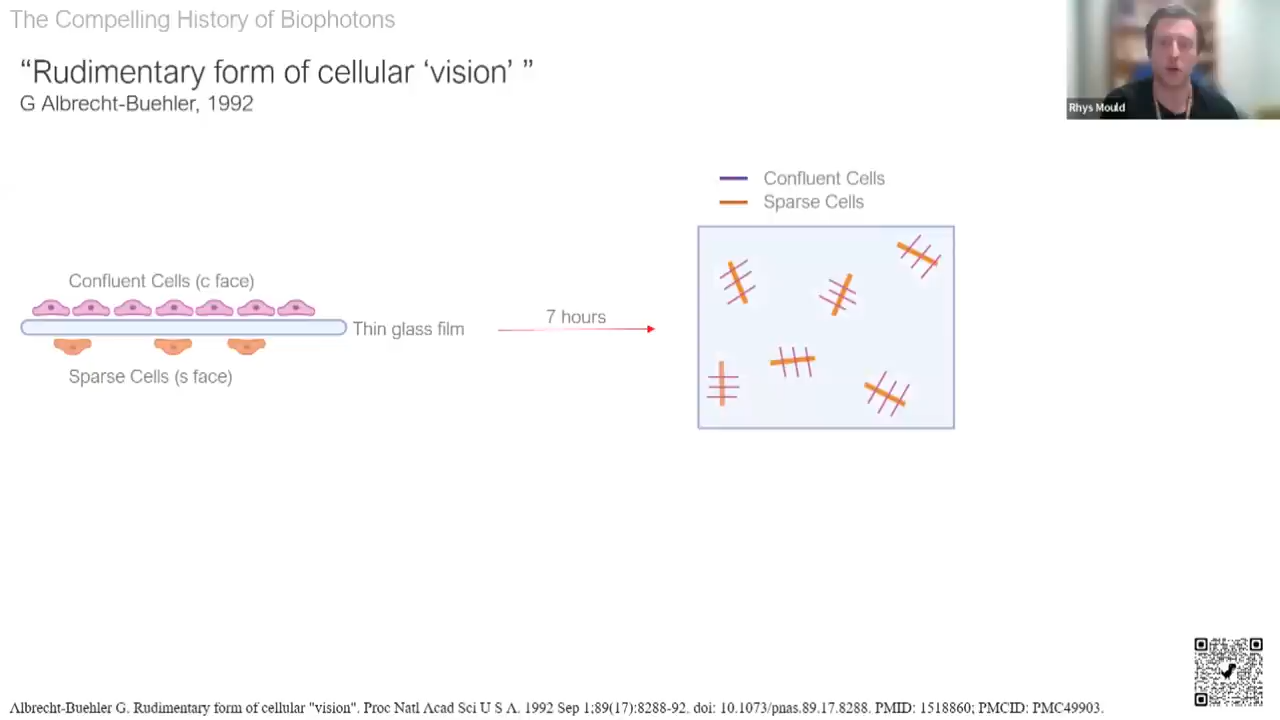 The Compelling History of Biophotons
“Rudimentary form of cellular ‘vision’ ”
G Albrecht-Buehler, 1992
Rhys Mould
Confluent Cells
Sparse Cells
Confluent Cells (c face)
Thin glass film
Sparse Cells (s face)
7 hours
Albrecht-Buehler G. Rudimentary form of cellular "vision". Proc Natl Acad Sci U S A. 1992 Sep 1;89(17):8288-92. doi: 10.1073/pnas.89.17.8288. PMID: 1518860; PMCID: PMC49903.